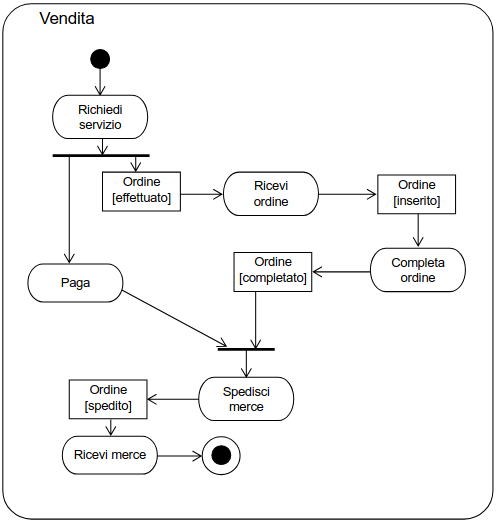 Vendita
Richiedi
servizio
Ordine
[effettuato]
Ricevi
ordine
Ordine
[inserito]
Completa
ordine
Ordine
[completato]
Paga
Spedisci
merce
Ordine
[spedito]
Ricevi merce